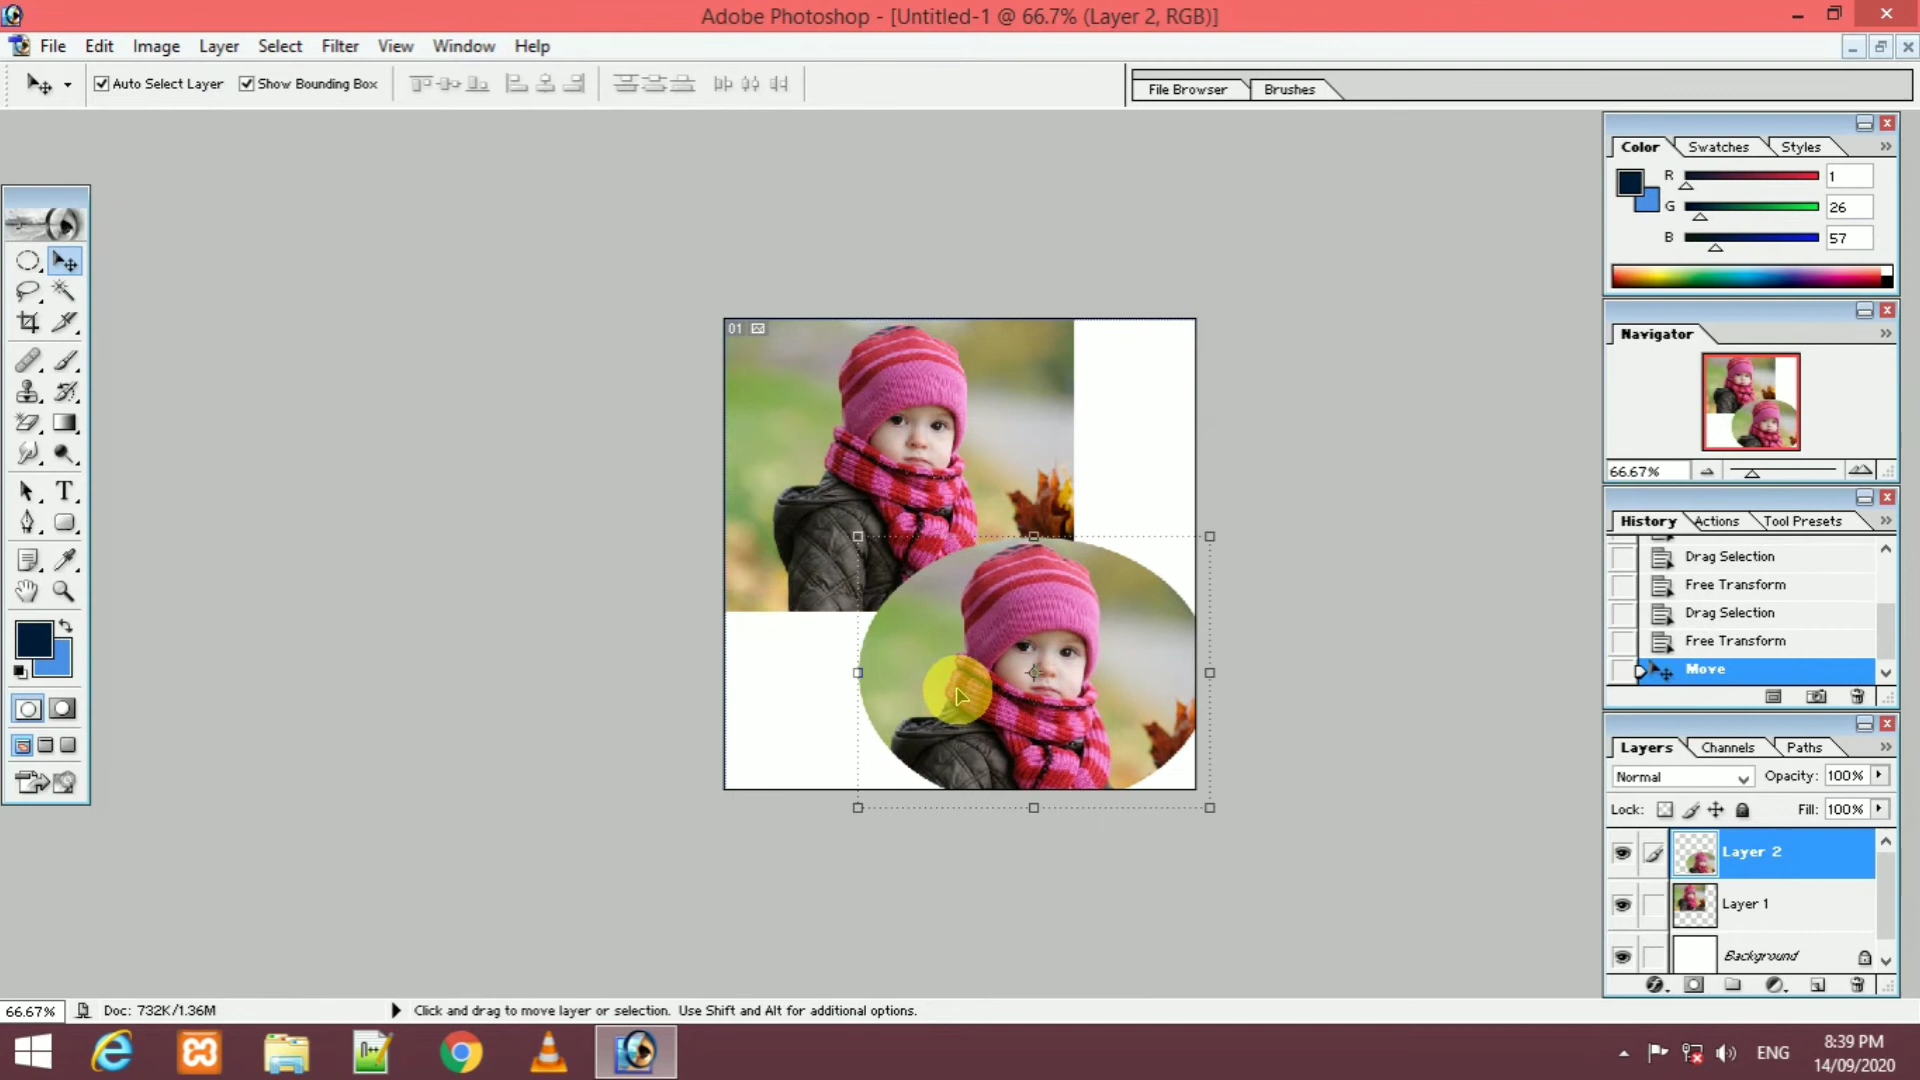 Adobe Photoshop - [Untitled-1 @ 66.7% (Layer 2, RGB)]
File Edit Image Layer Select Filter View Window Help
Auto Select Layer Show Bounding Box File Browser Brushes
Color Swatches Styles
R 1
G 26
B 57
Navigator
01
66.67%
History Actions Tool Presets
Drag Selection
Free Transform
Drag Selection
Free Transform
Move
Layers Channels Paths
Normal Opacity: 100%
Lock: Fill: 100%
Layer 2
Layer 1
Background
66.67% Doc: 732K/1.36M Click and drag to move layer or selection. Use Shift and Alt for additional options.
ENG
8:39 PM
14/09/2020